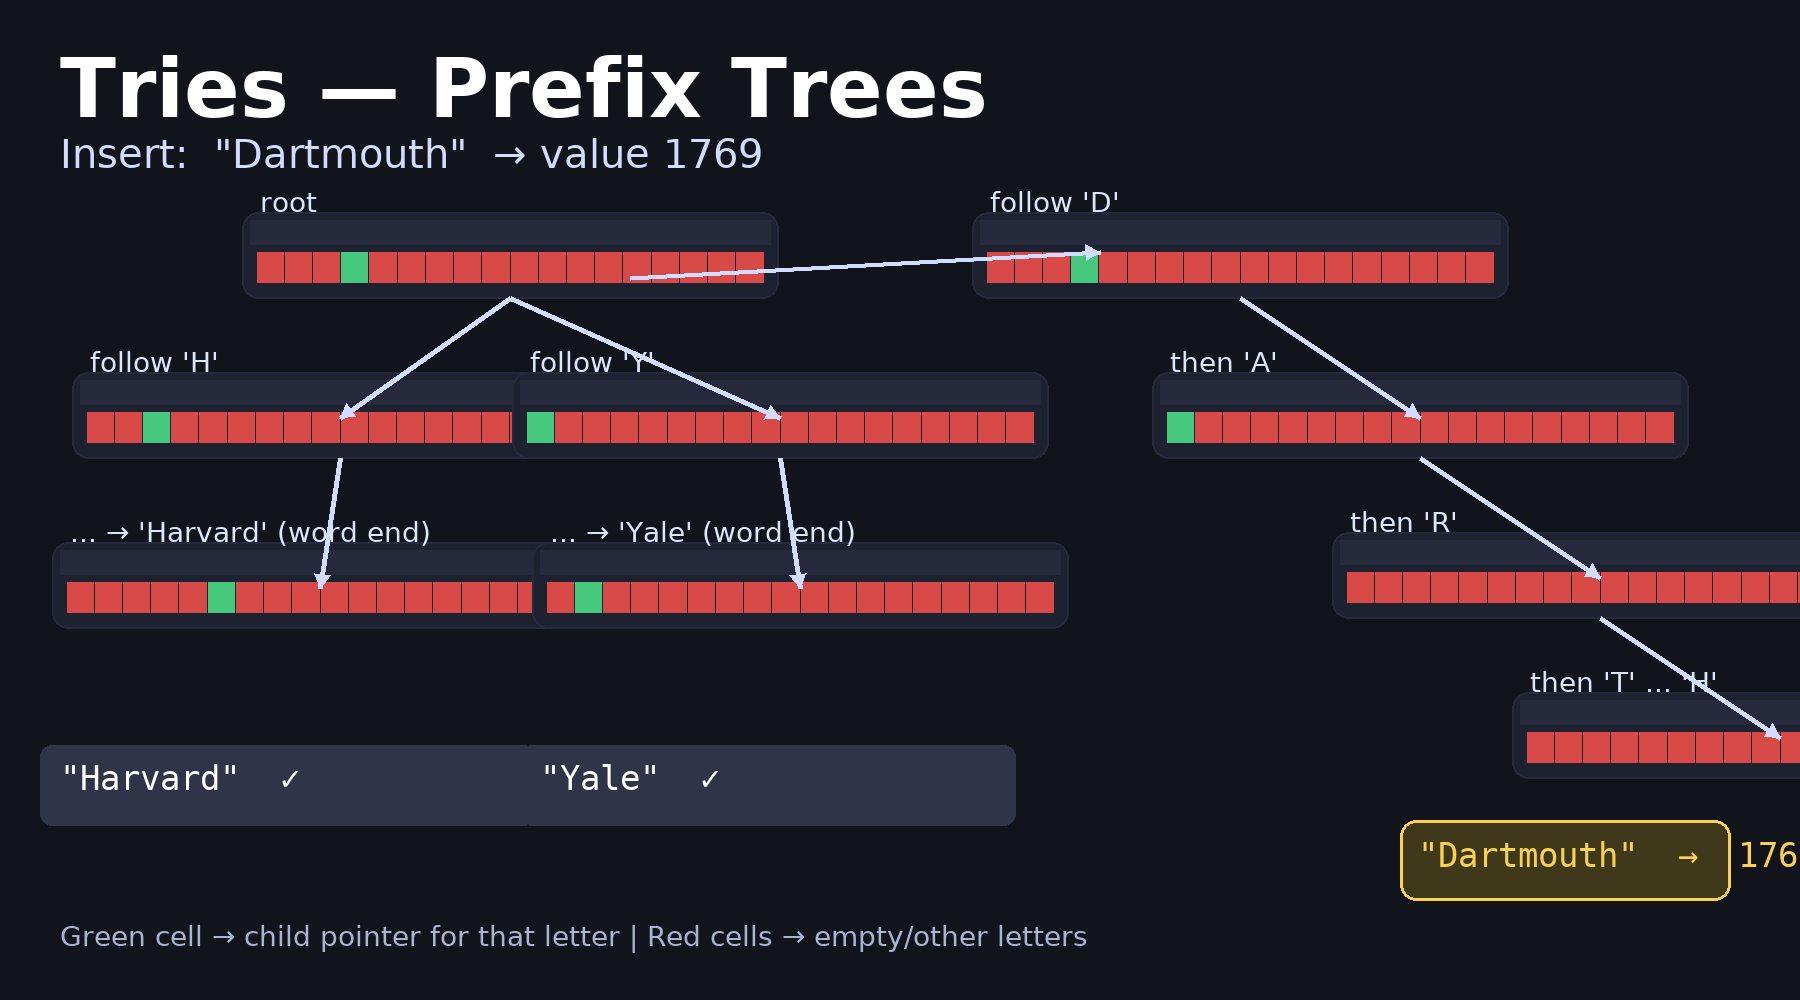 Tries — Prefix Trees
Insert: "Dartmouth" → value 1769
root
follow 'D'
follow 'H'
follow 'Y'
then 'A'
... → 'Harvard' (word end)
... → 'Yale' (word end)
then 'R'
then 'T' ... 'H'
"Harvard" ✓
"Yale" ✓
"Dartmouth" → 176
Green cell → child pointer for that letter | Red cells → empty/other letters